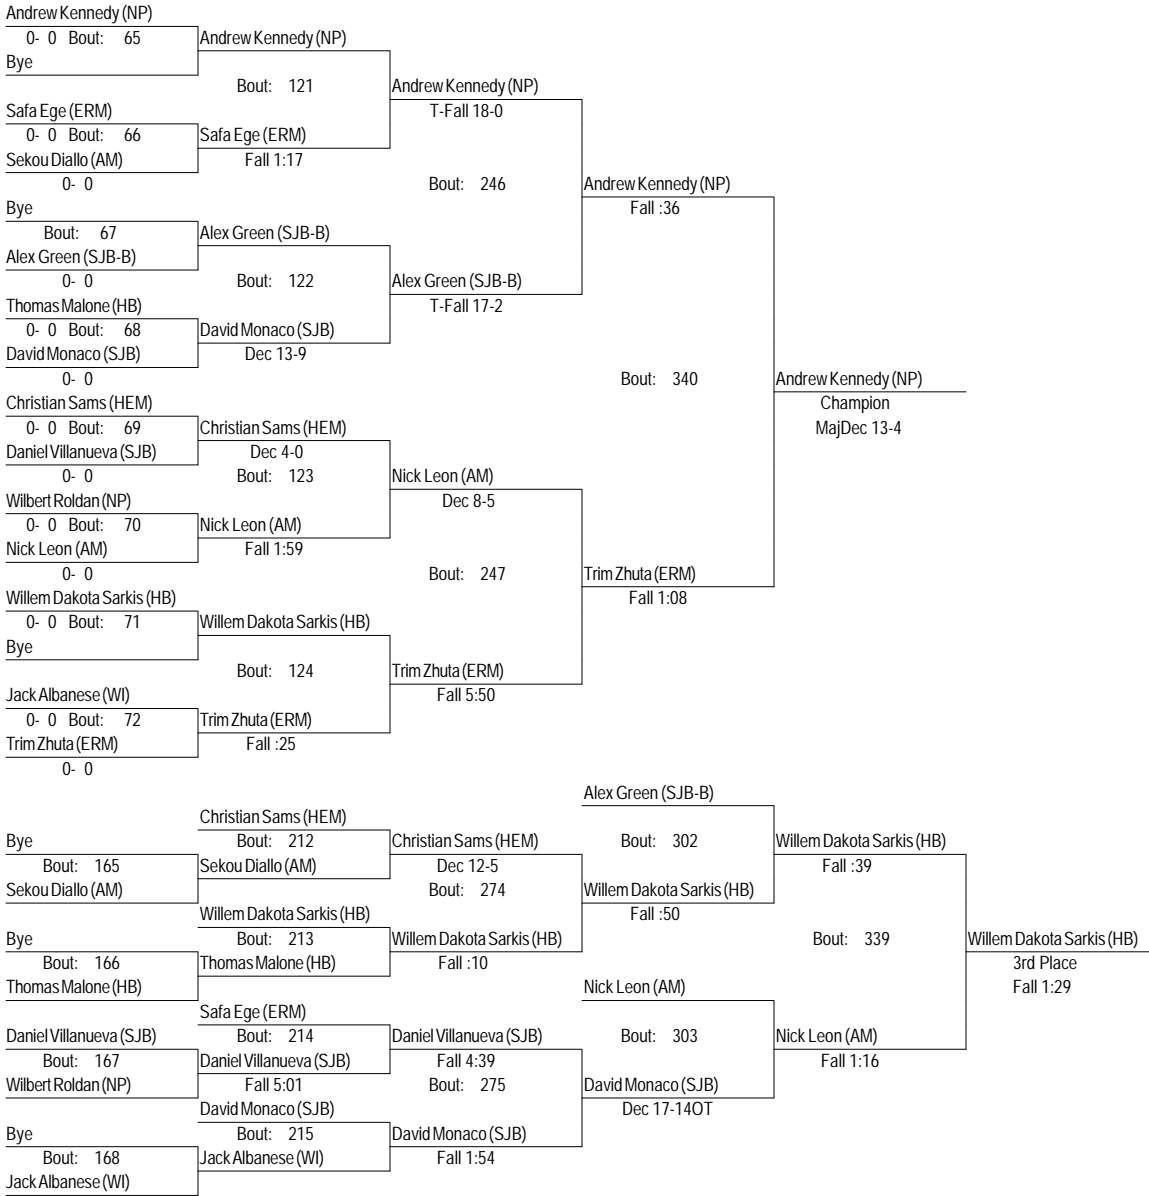 Andrew Kennedy (NP)
0- 0 Bout: 65 Andrew Kennedy (NP)
Bye
Bout: 121 Andrew Kennedy (NP)
Safa Ege (ERM) T-Fall 18-0
0- 0 Bout: 66 Safa Ege (ERM)
Sekou Diallo (AM) Fall 1:17
0- 0 Bout: 246 Andrew Kennedy (NP)
Bye Fall :36
Bout: 67 Alex Green (SJB-B)
Alex Green (SJB-B)
0- 0 Bout: 122 Alex Green (SJB-B)
Thomas Malone (HB) T-Fall 17-2
0- 0 Bout: 68 David Monaco (SJB)
David Monaco (SJB) Dec 13-9
0- 0 Bout: 340 Andrew Kennedy (NP)
Christian Sams (HEM) Champion
0- 0 Bout: 69 Christian Sams (HEM) MajDec 13-4
Daniel Villanueva (SJB) Dec 4-0
0- 0 Bout: 123 Nick Leon (AM)
Wilbert Roldan (NP) Dec 8-5
0- 0 Bout: 70 Nick Leon (AM)
Nick Leon (AM) Fall 1:59
0- 0 Bout: 247 Trim Zhuta (ERM)
Willem Dakota Sarkis (HB) Fall 1:08
0- 0 Bout: 71 Willem Dakota Sarkis (HB)
Bye
Bout: 124 Trim Zhuta (ERM)
Jack Albanese (WI) Fall 5:50
0- 0 Bout: 72 Trim Zhuta (ERM)
Trim Zhuta (ERM) Fall :25
0- 0
Alex Green (SJB-B)
Christian Sams (HEM)
Bye Bout: 212 Christian Sams (HEM) Bout: 302 Willem Dakota Sarkis (HB)
Bout: 165 Sekou Diallo (AM) Dec 12-5 Fall :39
Sekou Diallo (AM) Bout: 274 Willem Dakota Sarkis (HB)
Willem Dakota Sarkis (HB) Fall :50
Bye Bout: 213 Willem Dakota Sarkis (HB) Bout: 339 Willem Dakota Sarkis (HB)
Bout: 166 Thomas Malone (HB) Fall :10 3rd Place
Thomas Malone (HB) Nick Leon (AM) Fall 1:29
Safa Ege (ERM)
Daniel Villanueva (SJB) Bout: 214 Daniel Villanueva (SJB) Bout: 303 Nick Leon (AM)
Bout: 167 Daniel Villanueva (SJB) Fall 4:39 Fall 1:16
Wilbert Roldan (NP) Fall 5:01 Bout: 275 David Monaco (SJB)
David Monaco (SJB) Dec 17-14OT
Bye Bout: 215 David Monaco (SJB)
Bout: 168 Jack Albanese (WI) Fall 1:54
Jack Albanese (WI)